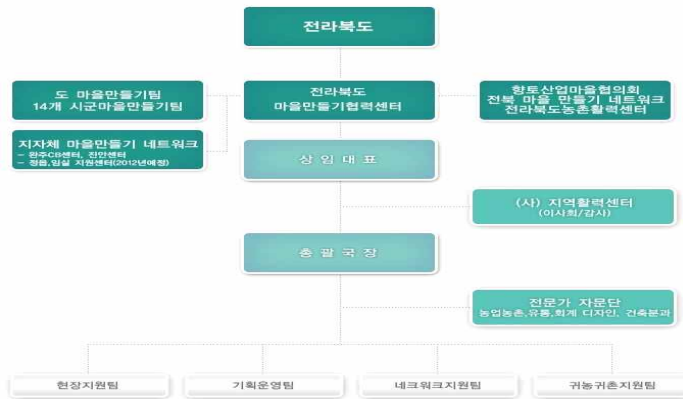 전라북도
도 마을만들기팀
14개 시군마을만들기팀
전라북도
마을만들기협력센터
향토산업마을협의회
전북 마을 만들기 네트워크
전라북도농촌활력센터
지자체 마을만들기 네트워크
- 완주CB센터, 진안센터
- 정읍,임실 지원센터(2012년예정)
상임대표
(사) 지역활력센터
(이사회/감사)
총괄국장
전문가 자문단
농업농촌,유통,회계 디자인, 건축분과
현장지원팀
기획운영팀
네크워크지원팀
귀농귀촌지원팀